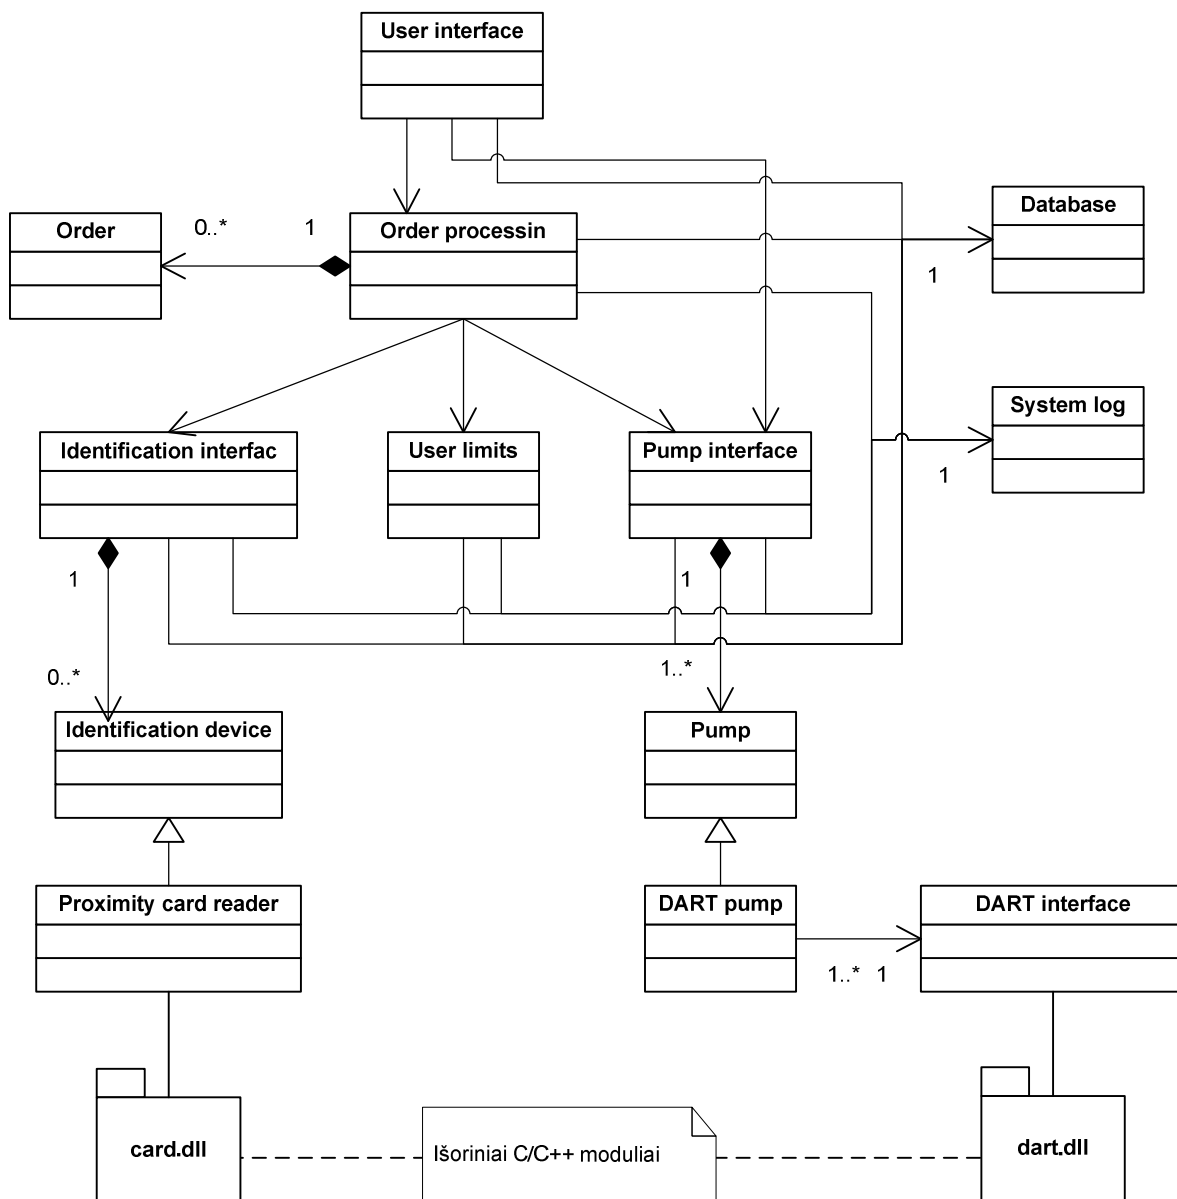 User interface
Order
0..*
1
Order processin
Database
1
Identification interfac
User limits
Pump interface
System log
1
1
0..*
1
1..*
Identification device
Pump
Proximity card reader
DART pump
1..*
1
DART interface
card.dll
Išoriniai C/C++ moduliai
dart.dll